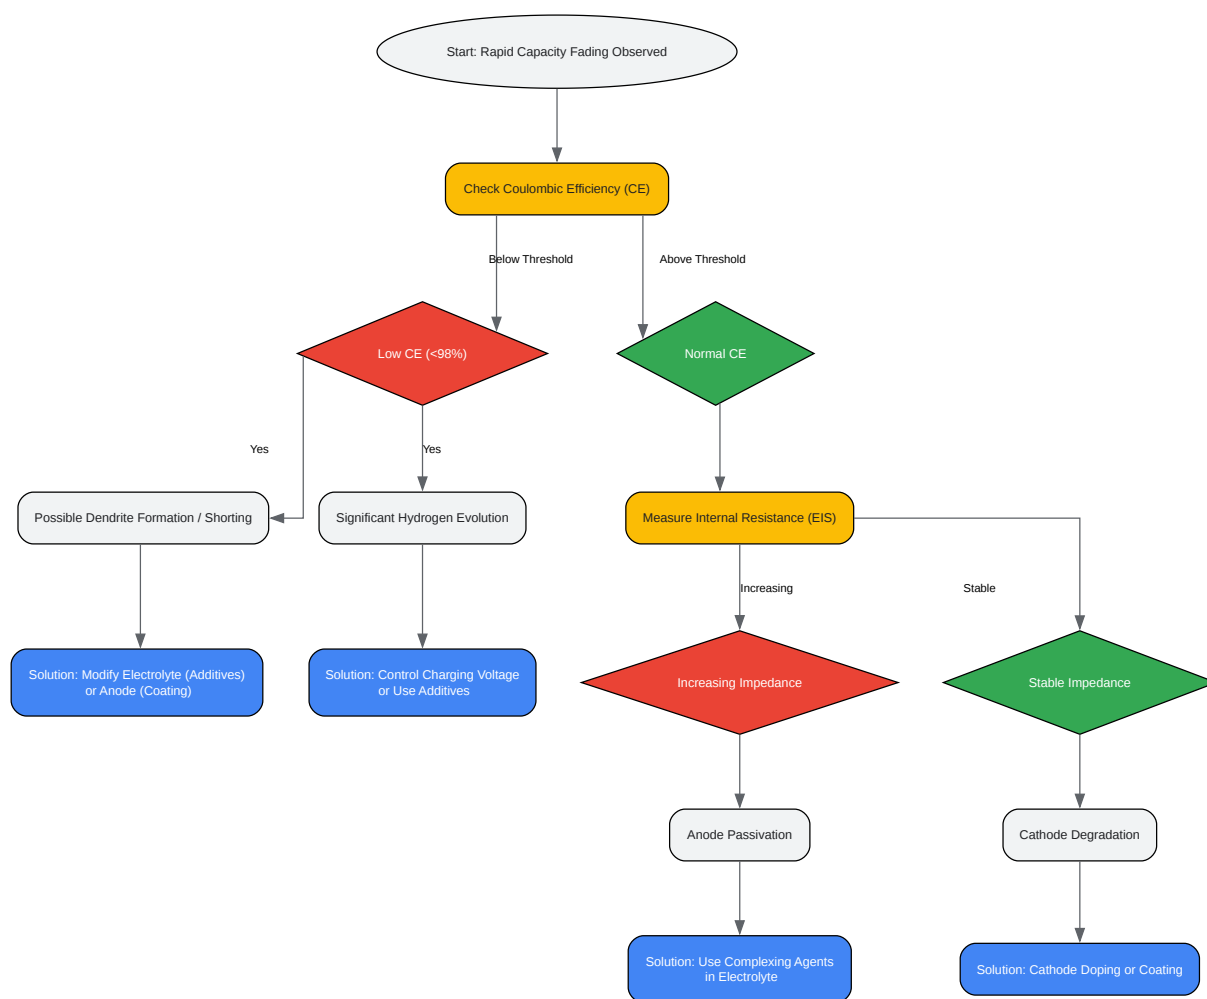 Start: Rapid Capacity Fading Observed
Check Coulombic Efficiency (CE)
Below Threshold
Above Threshold
Low CE (<98%)
Normal CE
Yes
Yes
Possible Dendrite Formation / Shorting
Significant Hydrogen Evolution
Measure Internal Resistance (EIS)
Increasing
Stable
Solution: Modify Electrolyte (Additives)
or Anode (Coating)
Solution: Control Charging Voltage
or Use Additives
Increasing Impedance
Stable Impedance
Anode Passivation
Cathode Degradation
Solution: Use Complexing Agents
in Electrolyte
Solution: Cathode Doping or Coating